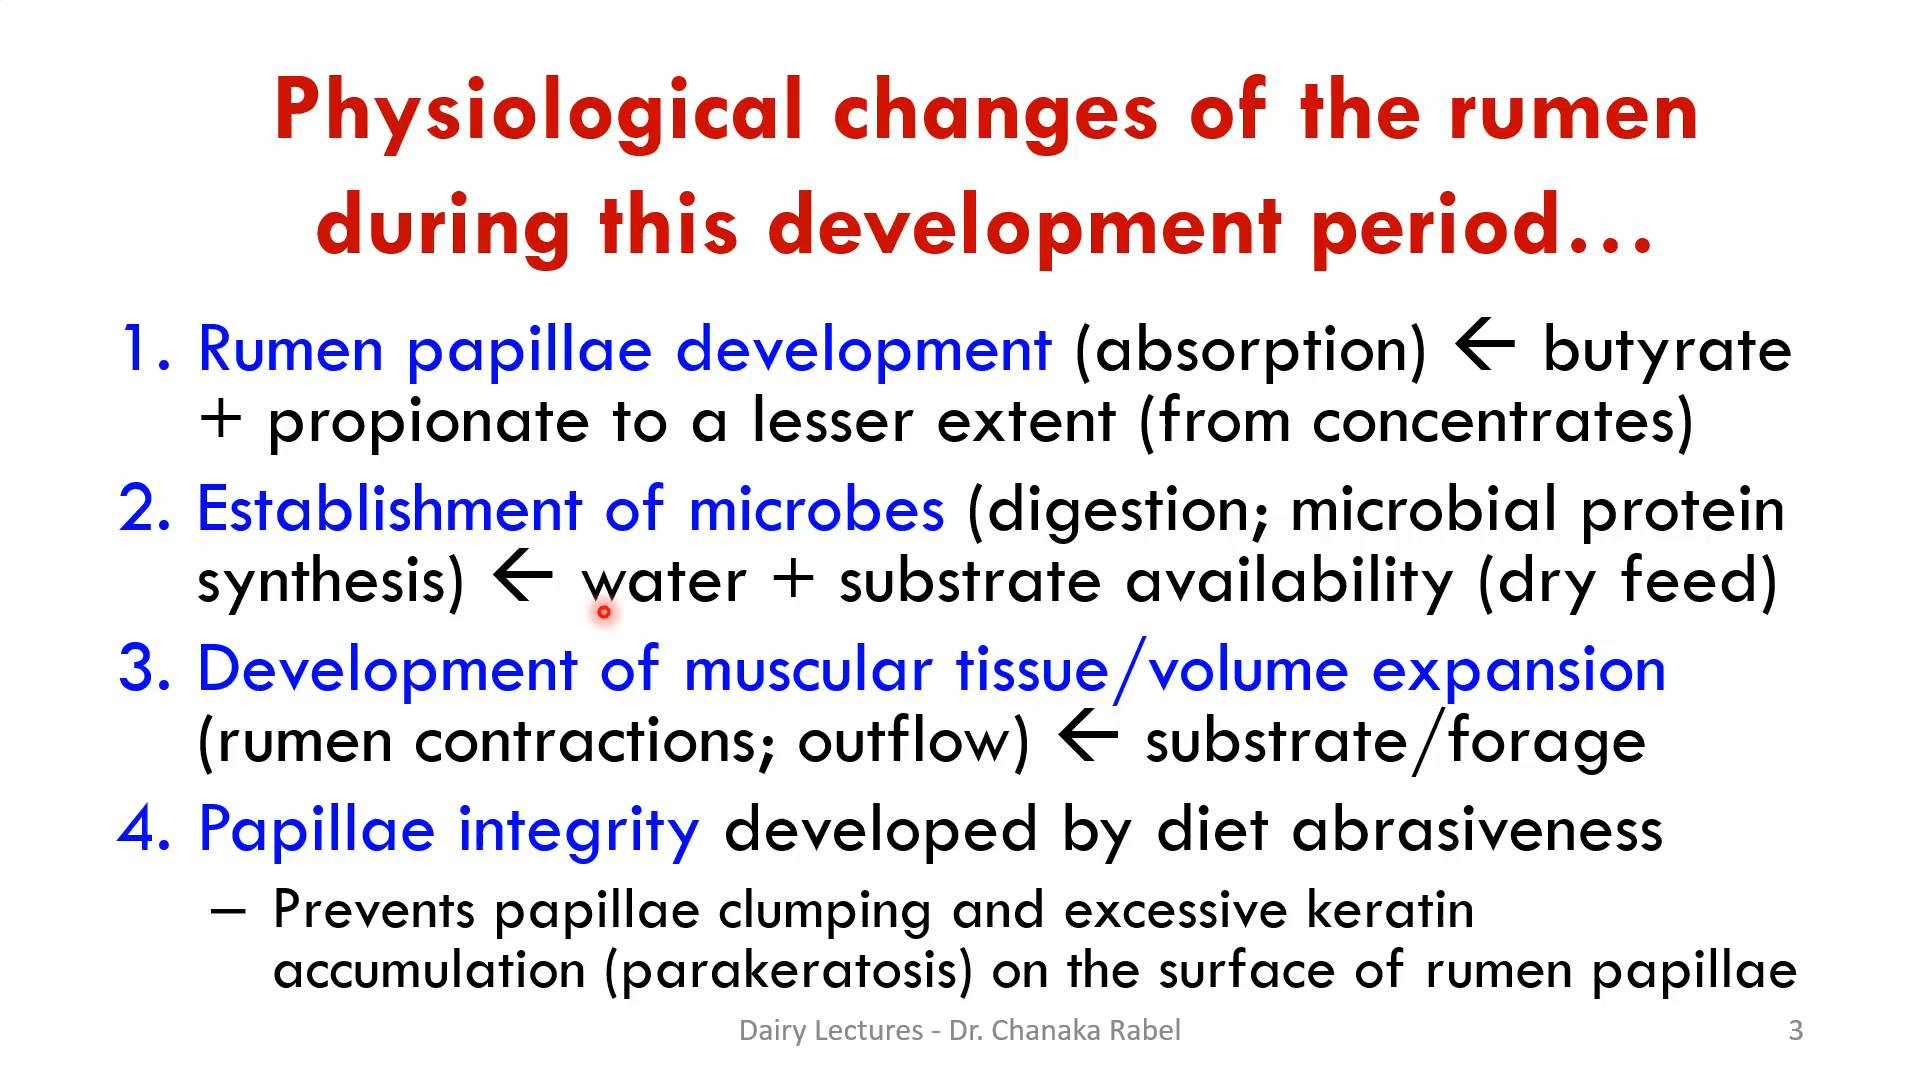 Physiological changes of the rumen
during this development period…
1. Rumen papillae development (absorption) ← butyrate
+ propionate to a lesser extent (from concentrates)
2. Establishment of microbes (digestion; microbial protein
synthesis) ← water + substrate availability (dry feed)
3. Development of muscular tissue/volume expansion
(rumen contractions; outflow) ← substrate/forage
4. Papillae integrity developed by diet abrasiveness
– Prevents papillae clumping and excessive keratin
accumulation (parakeratosis) on the surface of rumen papillae
Dairy Lectures - Dr. Chanaka Rabel
3